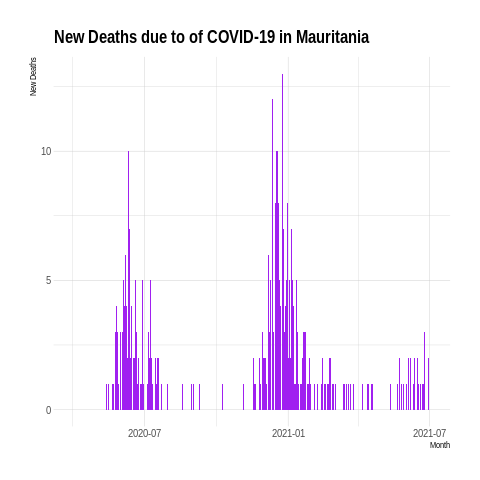 New Deaths due to of COVID-19 in Mauritania
New Deaths
10
5
0
2020-07
2021-01
2021-07
Month